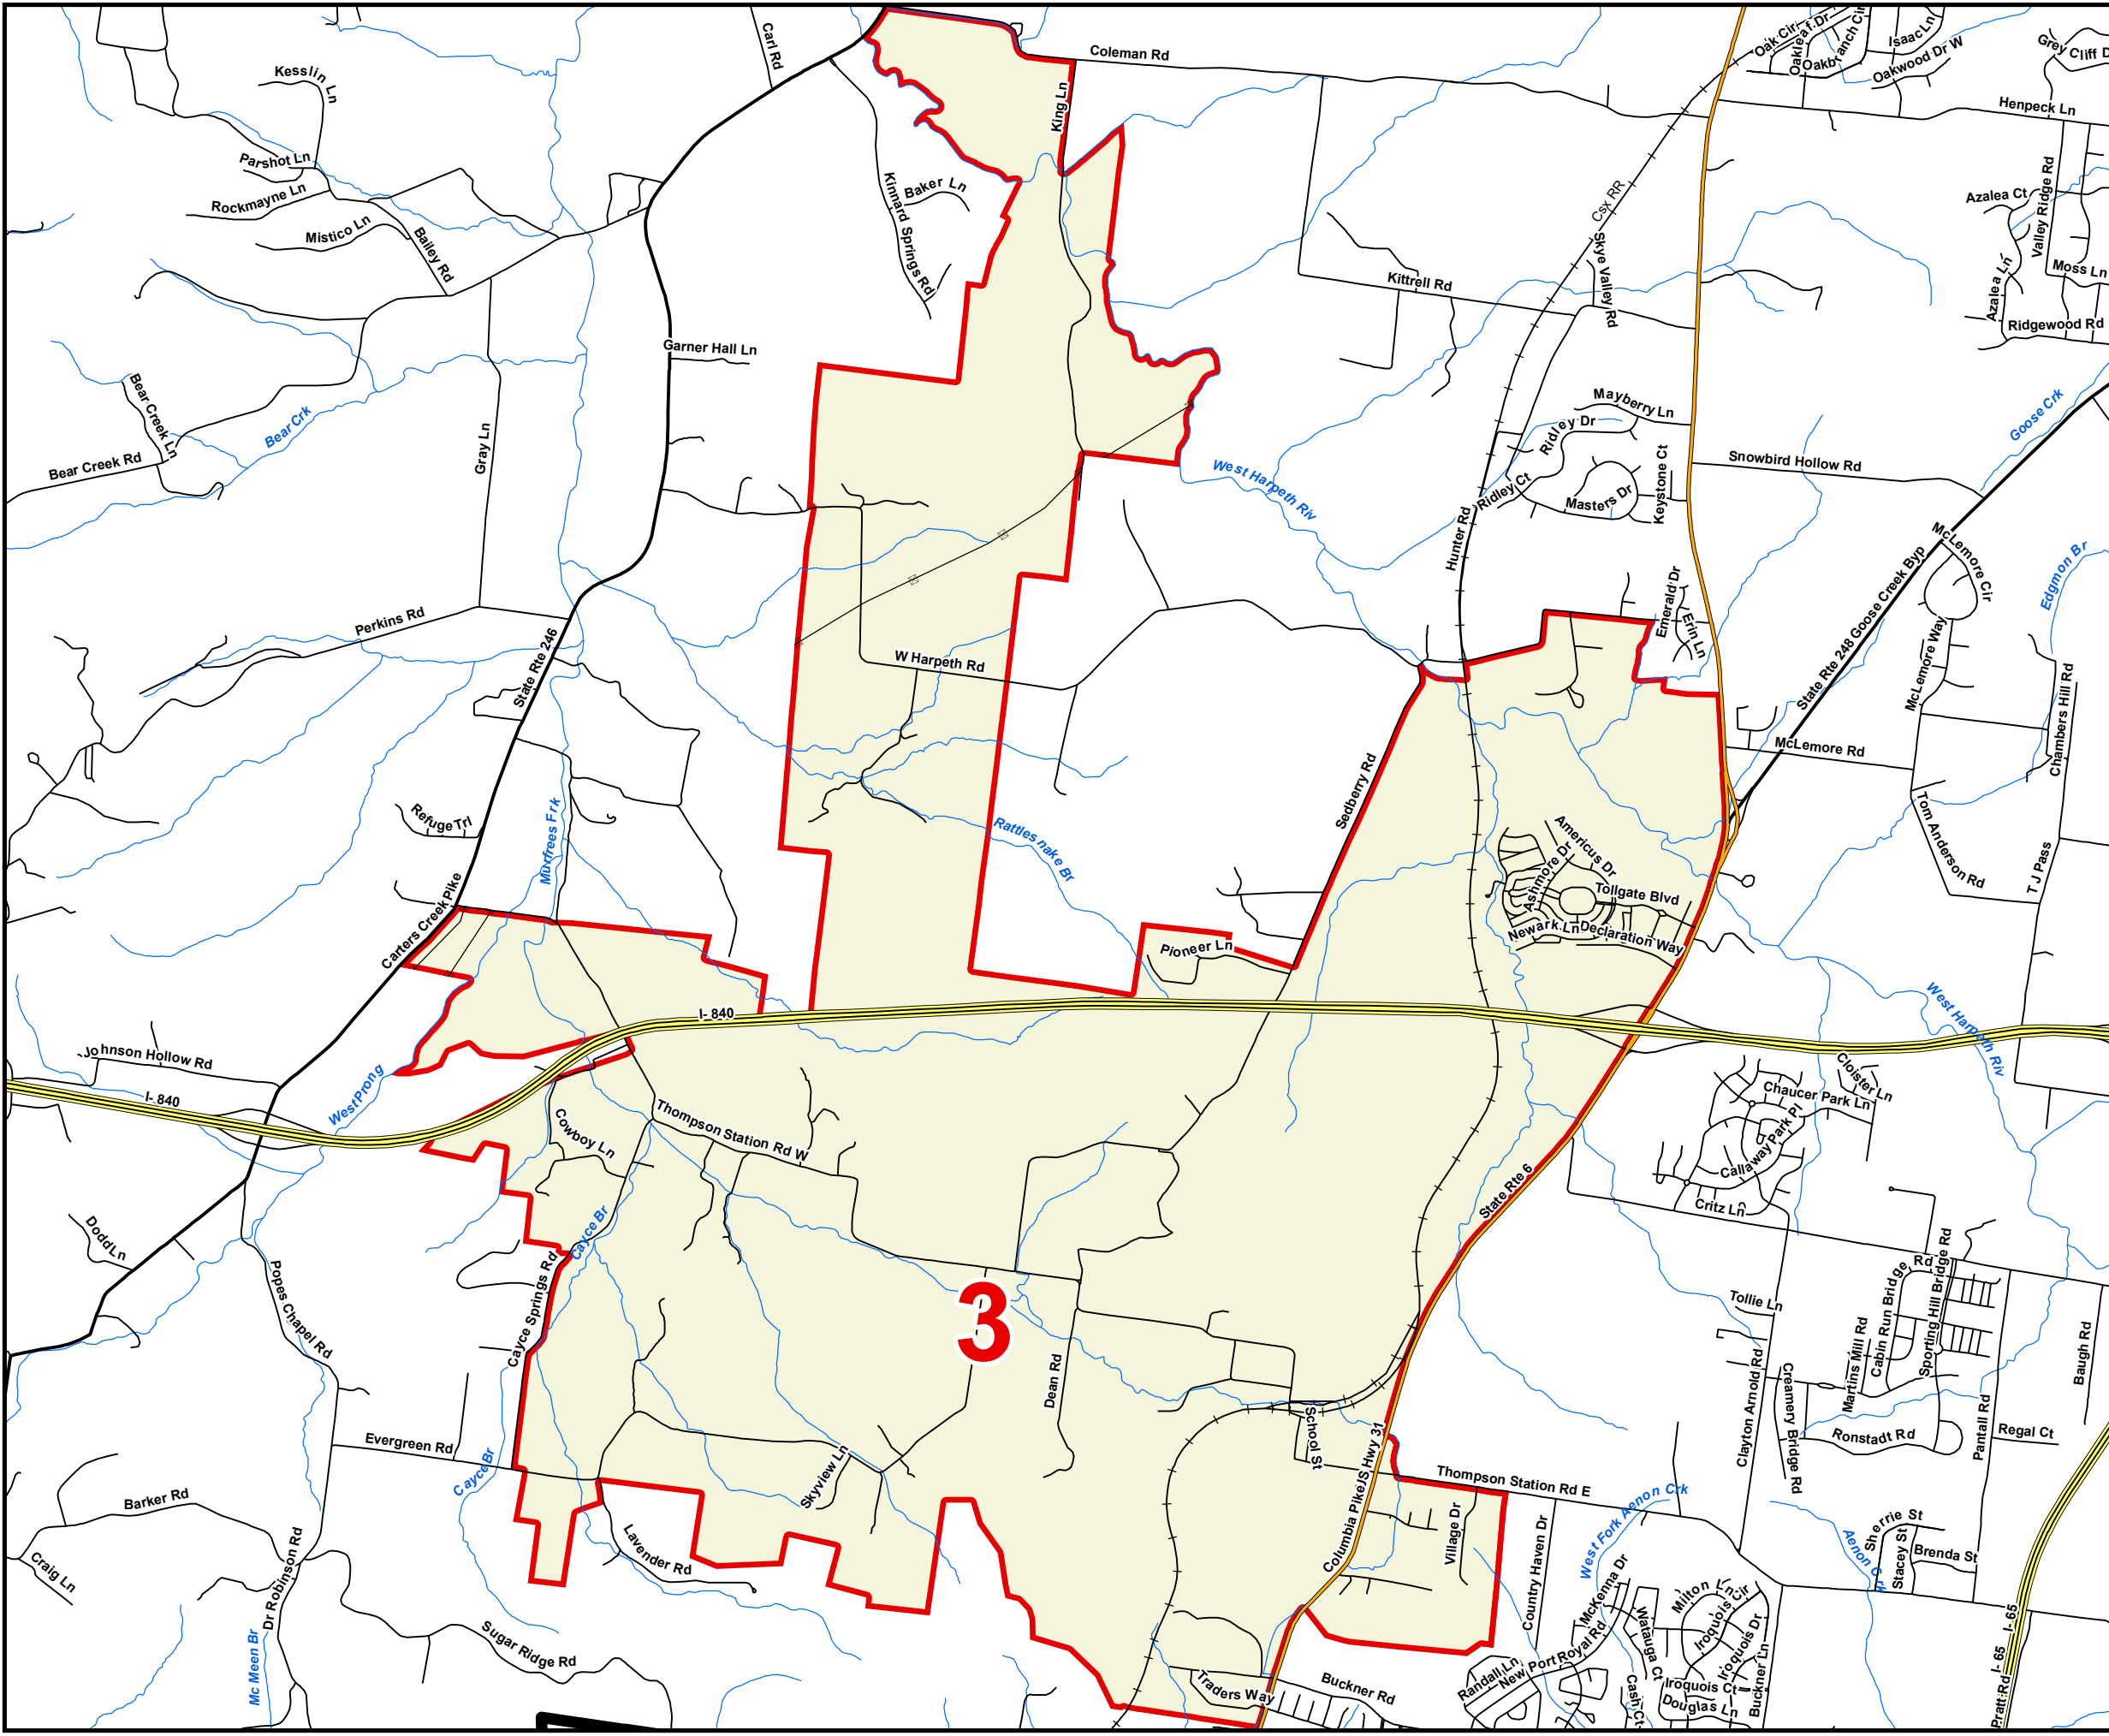 Carl Rd
Coleman Rd
Oak Cir
Oakleaf Dr
Oakbranch Cir
Isaac Ln
Oakwood Dr W
Grey Cliff D
Kesslin Ln
King Ln
Henpeck Ln
Parshot Ln
Rockmayne Ln
Mistico Ln
Bailey Rd
Baker Ln
Kinnard Springs Rd
Csx RR
Skye Valley Rd
Kittrell Rd
Azalea Ct
Valley Ridge Rd
Azalea Ln
Moss Ln
Ridgewood Rd
Garner Hall Ln
Bear Creek Ln
Bear Crk
Bear Creek Rd
Gray Ln
Mayberry Ln
Ridley Dr
Goose Crk
Keystone Ct
Snowbird Hollow Rd
West Harpeth Riv
Ridley Ct
Masters Dr
Hunter Rd
McLemore Cir
Edgmon Br
State Rte 248 Goose Creek Byp
Emerald Dr
Erin Ln
Perkins Rd
State Rte 246
W Harpeth Rd
McLemore Way
Chambers Hill Rd
McLemore Rd
Sedberry Rd
Refuge Trl
Murfrees Frk
Rattlesnake Br
Americus Dr
Ashmore Dr
Tollgate Blvd
Newark Ln
Declaration Way
Tom Anderson Rd
T J Pass
Carters Creek Pike
Pioneer Ln
I- 840
West Harpeth Riv
Johnson Hollow Rd
West Prong
I- 840
Cloister Ln
Chaucer Park Ln
Callaway Park Pl
Cowboy Ln
Thompson Station Rd W
Critz Ln
State Rte 6
Dodd Ln
Cayce Br
Popes Chapel Rd
Cayce Springs Rd
3
Dean Rd
Tollie Ln
Cabin Run Bridge Rd
Sporting Hill Bridge Rd
Martins Mill Rd
Baugh Rd
Clayton Arnold Rd
Creamery Bridge Rd
Pantall Rd
Ronstadt Rd
Regal Ct
Evergreen Rd
Cayce Br
Skyview Ln
School St
Columbia Pike
US Hwy 31
Thompson Station Rd E
Barker Rd
Craig Ln
Dr Robinson Rd
Lavender Rd
Village Dr
Country Haven Dr
West Fork Aenon Crk
Aenon Crk
Sherrie St
Stacey St
Brenda St
McKenna Dr
Milton Ln
Iroquois Cir
Iroquois Dr
Watauga Ct
Buckner Ln
Mc Meen Br
Sugar Ridge Rd
Traders Way
Buckner Rd
Randall Ln
New Port Royal Rd
Cash Ct
Iroquois Ct
Douglas Ln
I- 65
I- 65
Pratt Rd